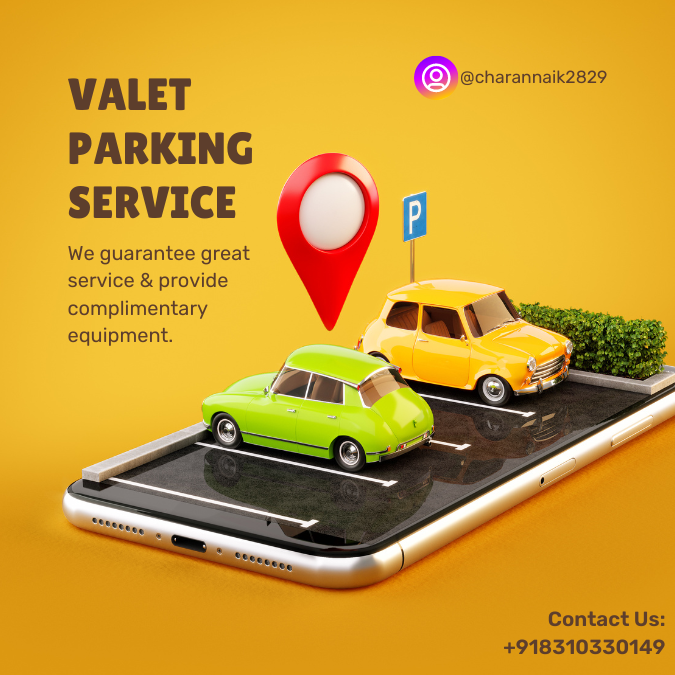 VALET
PARKING
SERVICE
@charannaik2829
We guarantee great
service & provide
complimentary
equipment.
P
Contact Us:
+918310330149